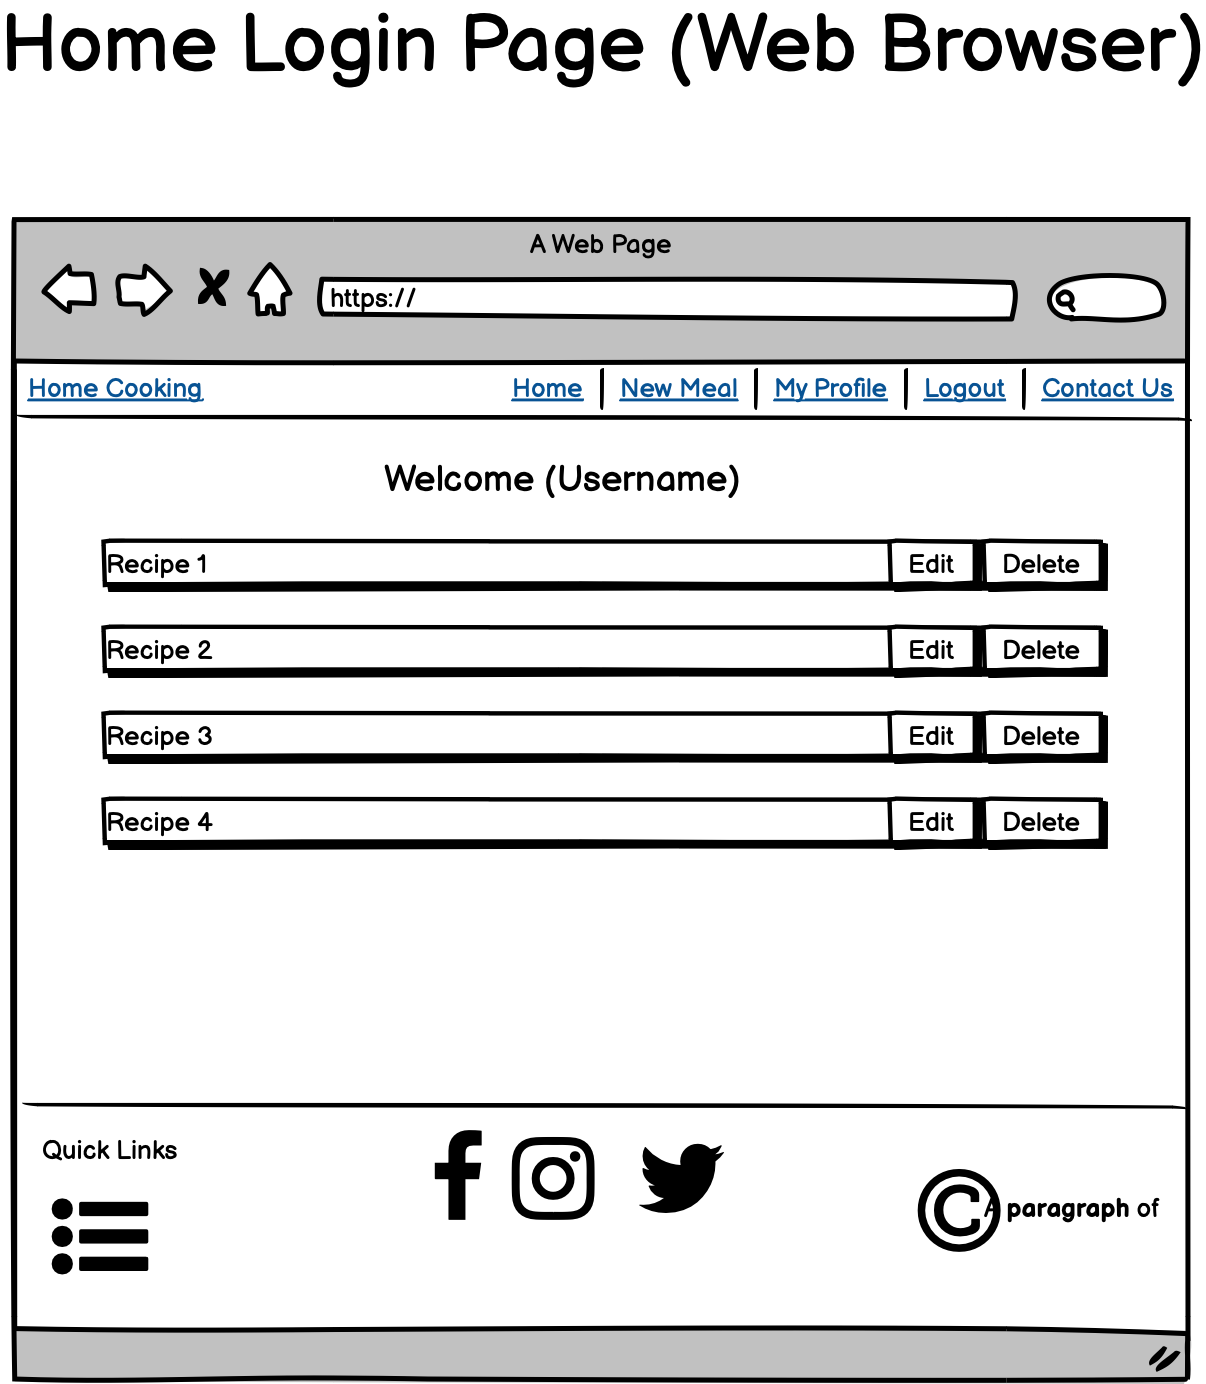 Home Login Page (Web Browser)
A Web Page
https://
Home Cooking Home New Meal My Profile Logout Contact Us
Welcome (Username)
Recipe 1 Edit Delete
Recipe 2 Edit Delete
Recipe 3 Edit Delete
Recipe 4 Edit Delete
Quick Links
© A paragraph of